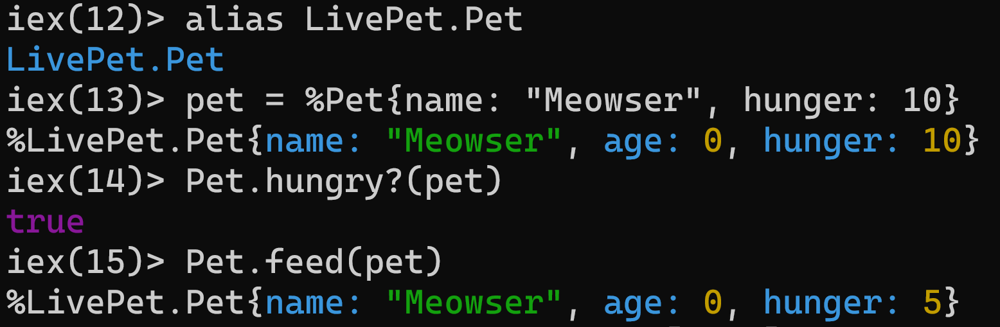 iex(12)> alias LivePet.Pet
LivePet.Pet
iex(13)> pet = %Pet{name: "Meowser", hunger: 10}
%LivePet.Pet{name: "Meowser", age: 0, hunger: 10}
iex(14)> Pet.hungry?(pet)
true
iex(15)> Pet.feed(pet)
%LivePet.Pet{name: "Meowser", age: 0, hunger: 5}